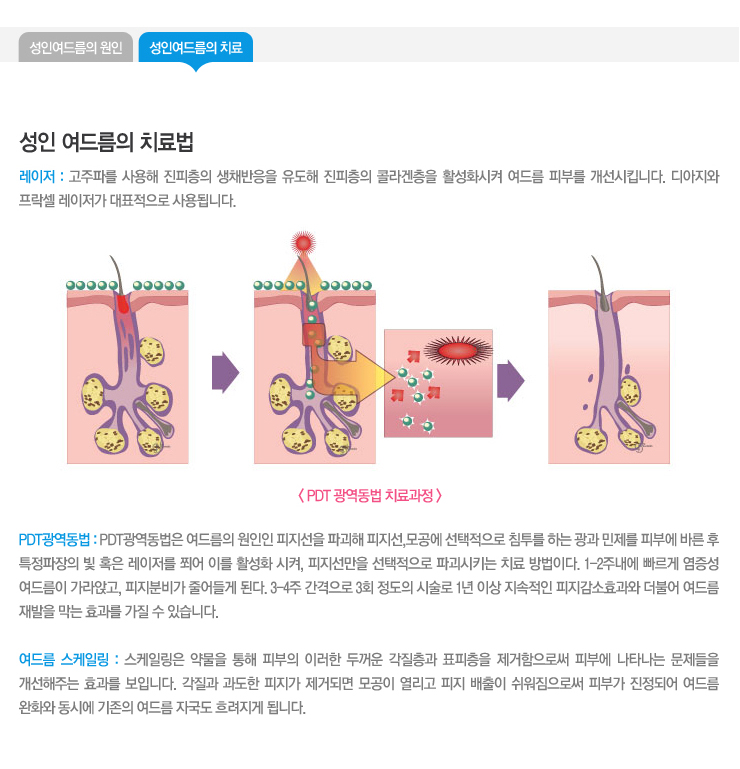 성인여드름의 원인
성인여드름의 치료
성인 여드름의 치료법
레이저 : 고주파를 사용해 진피층의 생채반응을 유도해 진피층의 콜라겐층을 활성화시켜 여드름 피부를 개선시킵니다. 디아지와
프락셀 레이저가 대표적으로 사용됩니다.
〈 PDT 광역동법 치료과정 〉
PDT광역동법 : PDT광역동법은 여드름의 원인인 피지선을 파괴해 피지선,모공에 선택적으로 침투를 하는 광과 민제를 피부에 바른 후
특정파장의 빛 혹은 레이저를 쬐어 이를 활성화 시켜, 피지선만을 선택적으로 파괴시키는 치료 방법이다. 1-2주내에 빠르게 염증성
여드름이 가라앉고, 피지분비가 줄어들게 된다. 3-4주 간격으로 3회 정도의 시술로 1년 이상 지속적인 피지감소효과와 더불어 여드름
재발을 막는 효과를 가질 수 있습니다.
여드름 스케일링 : 스케일링은 약물을 통해 피부의 이러한 두꺼운 각질층과 표피층을 제거함으로써 피부에 나타나는 문제들을
개선해주는 효과를 보입니다. 각질과 과도한 피지가 제거되면 모공이 열리고 피지 배출이 쉬워짐으로써 피부가 진정되어 여드름
완화와 동시에 기존의 여드름 자국도 흐려지게 됩니다.